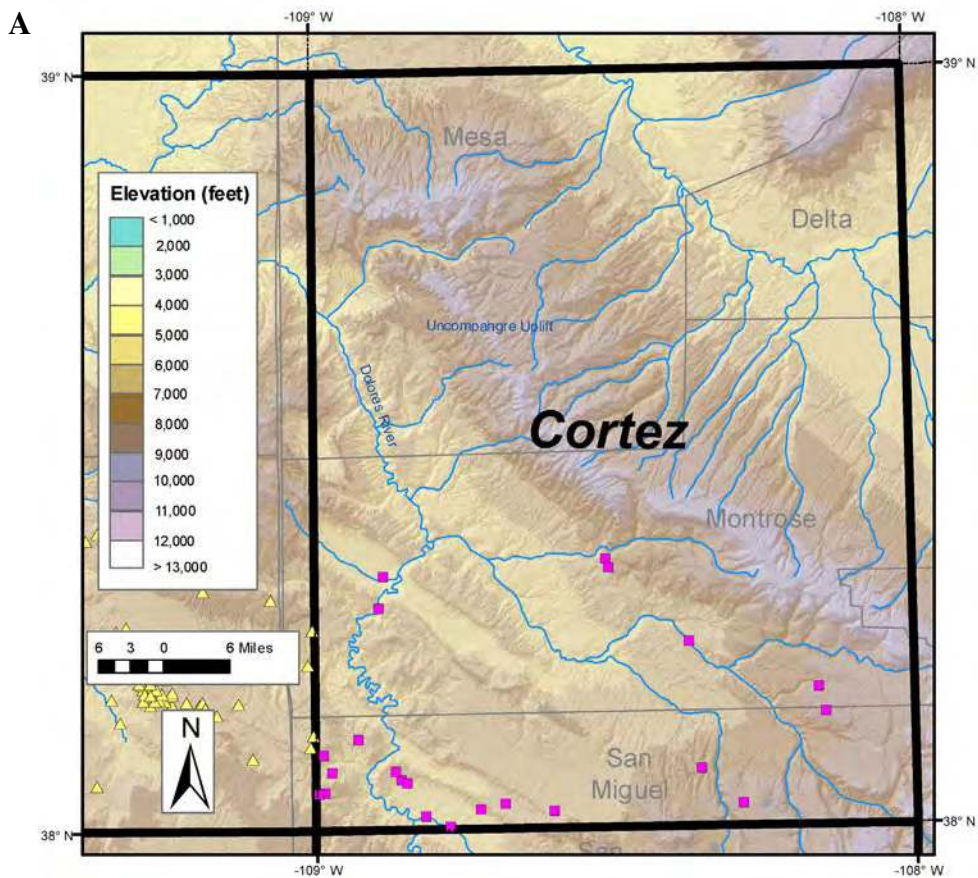 A
-109° W
-108° W
39° N
39° N
Mesa
Elevation (feet)
< 1,000
2,000
3,000
4,000
5,000
6,000
7,000
8,000
9,000
10,000
11,000
12,000
> 13,000
Delta
Uncompahgre Uplift
Dolores River
Cortez
Montrose
6 3 0 6 Miles
N
San
Miguel
San
38° N
38° N
-109° W
-108° W